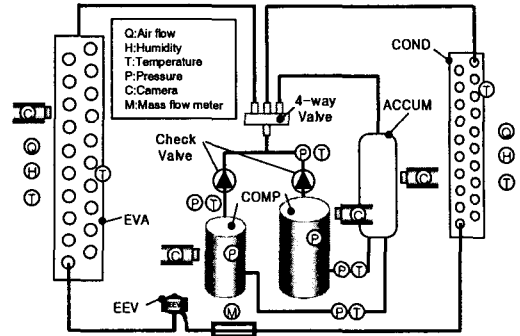 Q:Air flow
H:Humidity
T:Temperature
P:Pressure
C:Camera
M:Mass flow meter
COND
4-way
Valve
ACCUM
Check
Valve
P T
T
C
Q
H
T
T
Q
H
T
C
P T
COMP
C
EVA
P
P
C
P T
EEV
EEV
M
P T